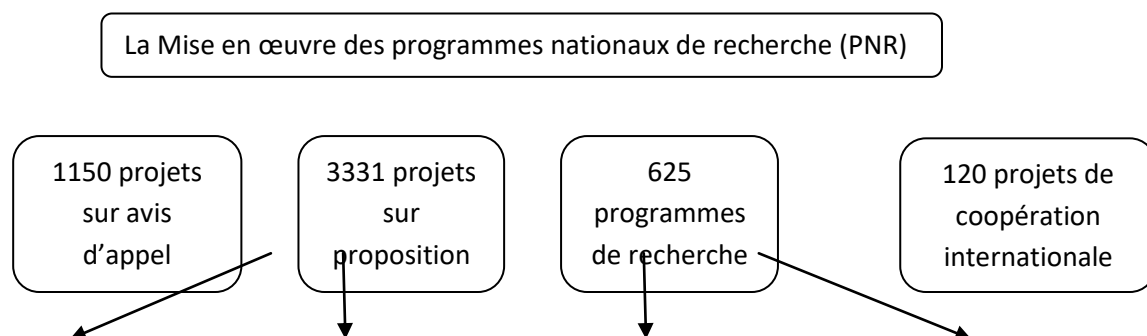 La Mise en œuvre des programmes nationaux de recherche (PNR)
1150 projets
sur avis
d’appel
3331 projets
sur
proposition
625
programmes
de recherche
120 projets de
coopération
internationale